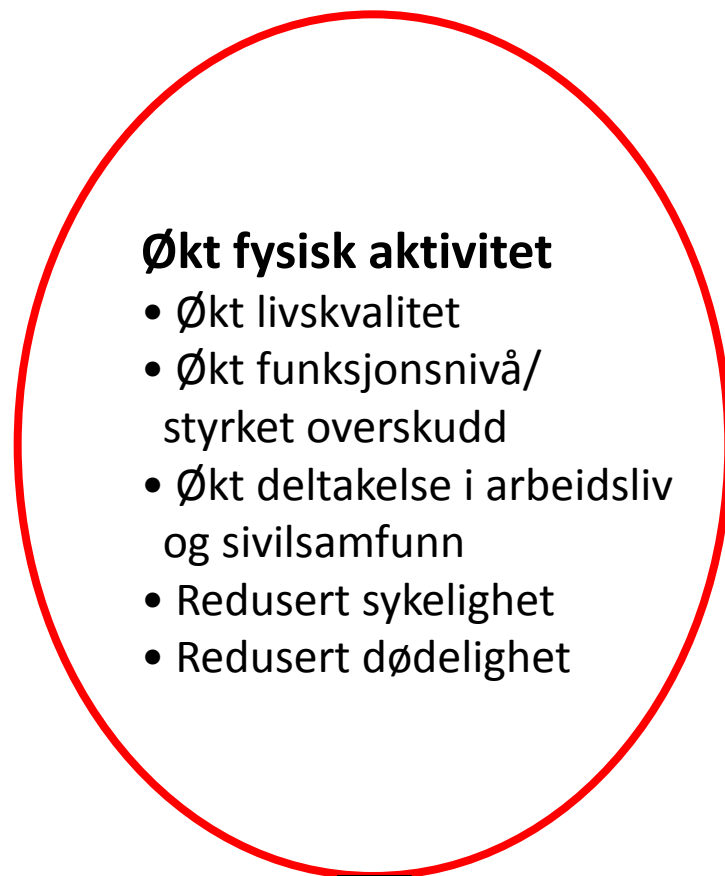 Økt fysisk aktivitet
• Økt livskvalitet
• Økt funksjonsnivå/
styrket overskudd
• Økt deltakelse i arbeidsliv
og sivilsamfunn
• Redusert sykelighet
• Redusert dødelighet